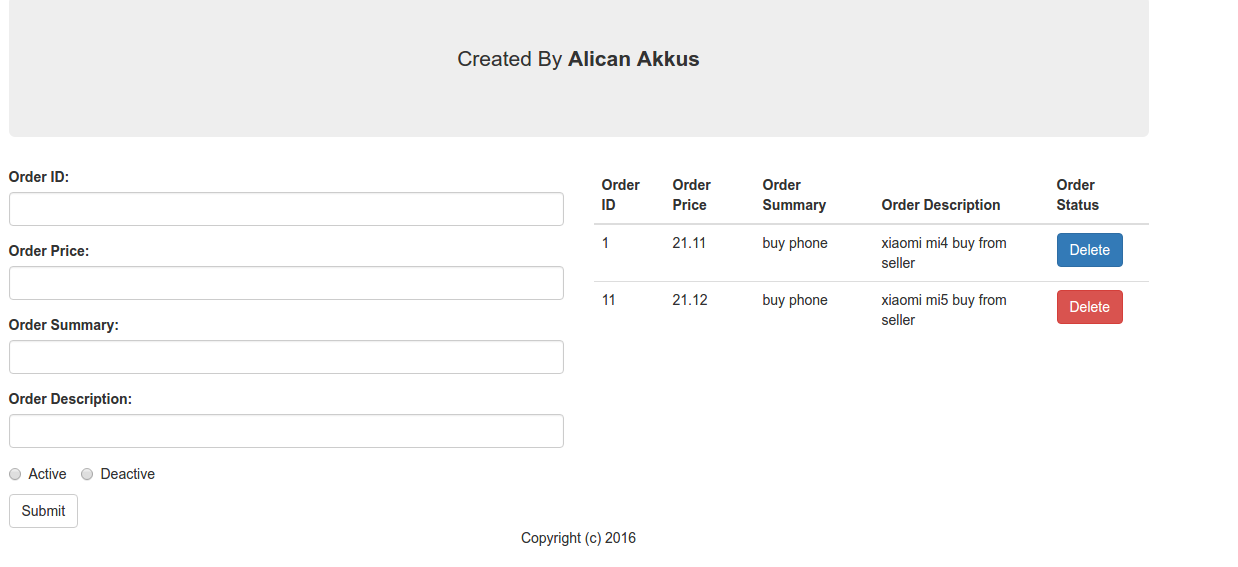 Created By Alican Akkus
Order ID:
Order Price:
Order Summary:
Order Description:
Active Deactive
Submit
Order ID Order Price Order Summary Order Description Order Status
1 21.11 buy phone xiaomi mi4 buy from seller Delete
11 21.12 buy phone xiaomi mi5 buy from seller Delete
Copyright (c) 2016